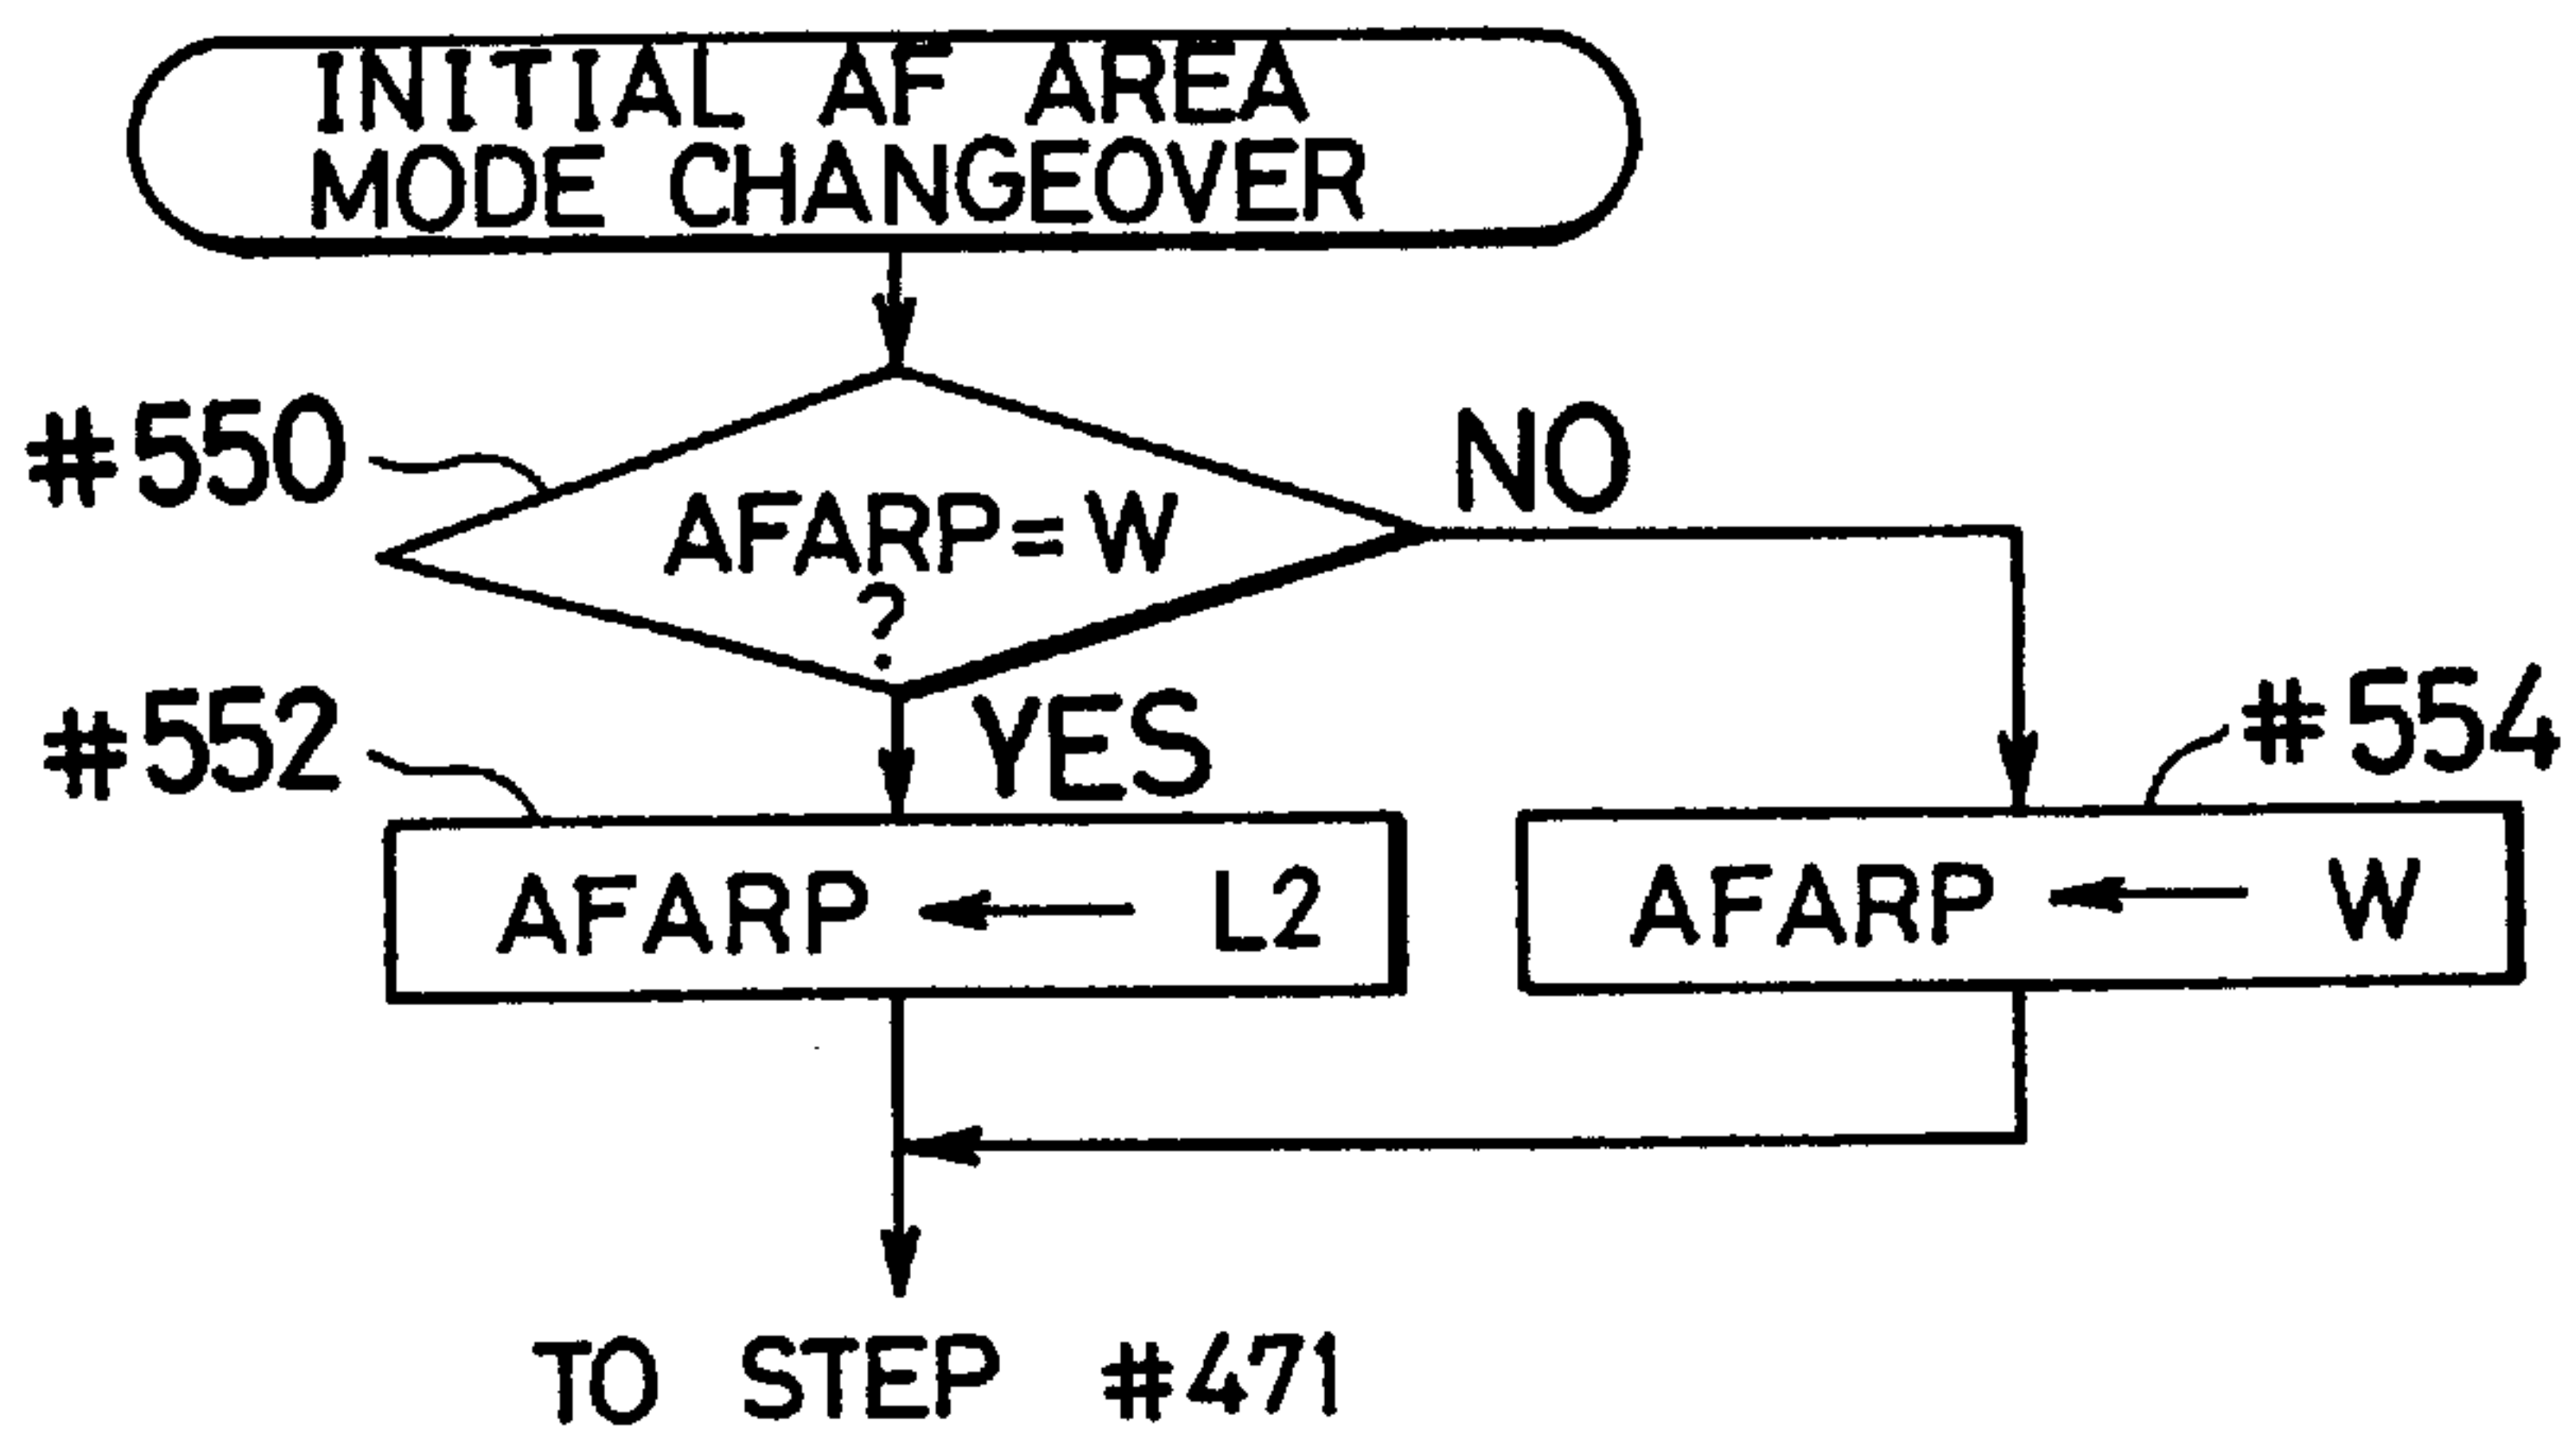 INITIAL AF AREA
MODE CHANGEOVER
#550
NO
AFARP=W
?
#552
YES
#554
AFARP ← L2
AFARP ← W
TO STEP #471